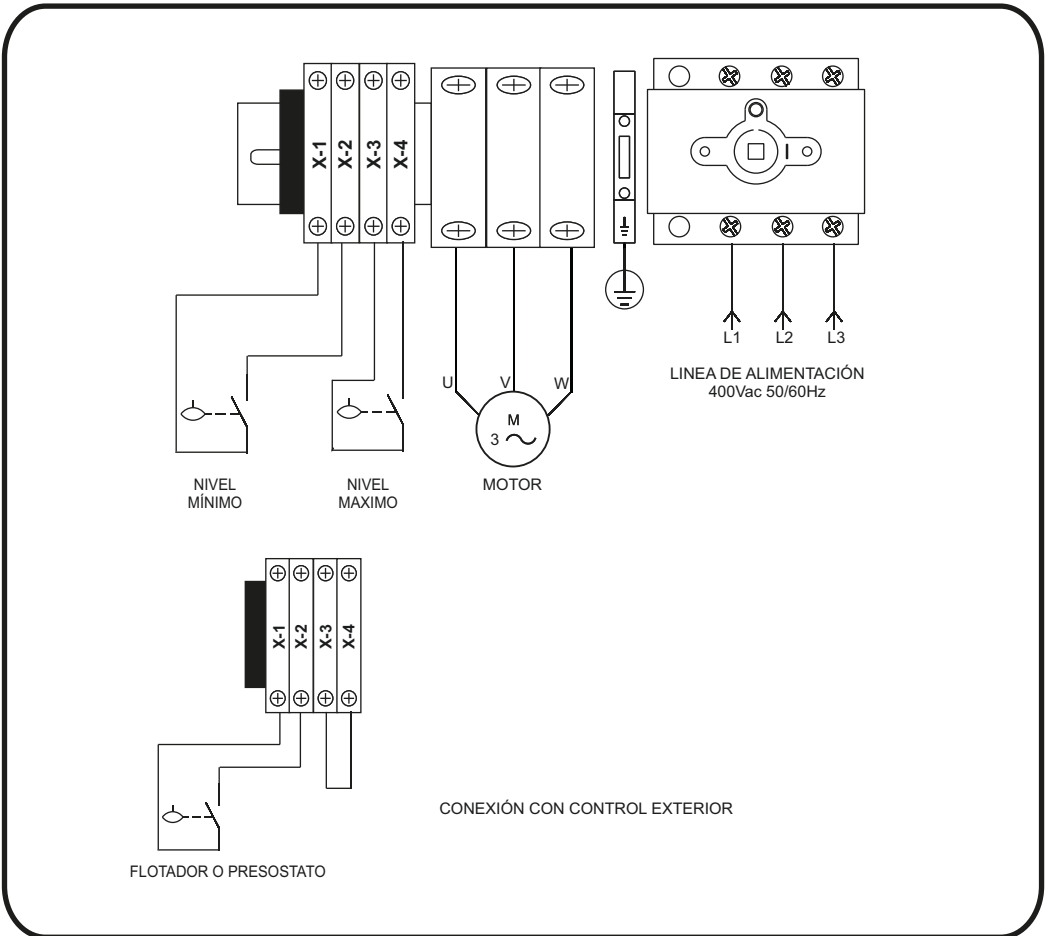 X-1
X-2
X-3
X-4
I
U
V
W
M
3
L1
L2
L3
LINEA DE ALIMENTACIÓN
400Vac 50/60Hz
NIVEL
MÍNIMO
NIVEL
MAXIMO
MOTOR
X-1
X-2
X-3
X-4
CONEXIÓN CON CONTROL EXTERIOR
FLOTADOR O PRESOSTATO